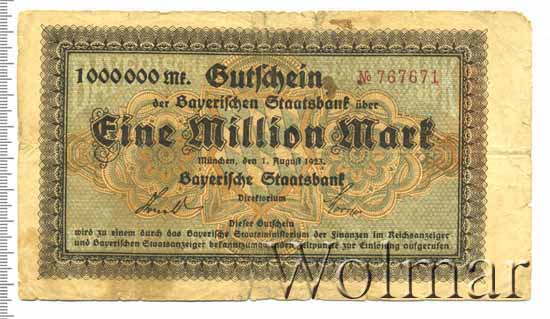 1000000 Mk. Gutschein № 767671
der Bayerischen Staatsbank über
Eine Million Mark
München, den 1. August 1923.
Bayerische Staatsbank
Direktorium
Dieser Gutschein
wird zu einem durch das Bayerische Staatsministerium der Finanzen im Reichsanzeiger
und Bayerischen Staatsanzeiger bekanntzumachenden Zeitpunkt zur Einlösung aufgerufen
Wolmar